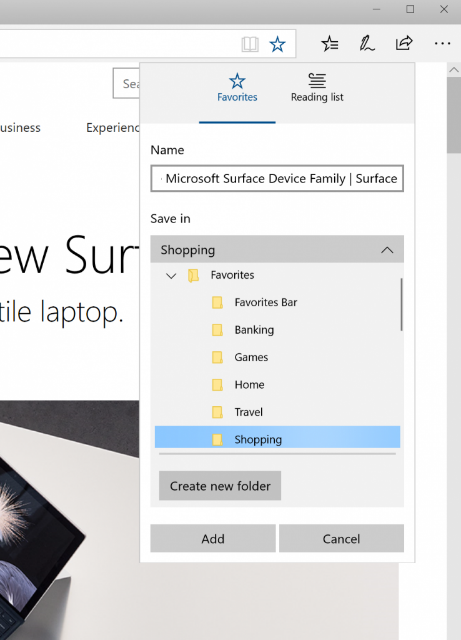 Sea
Favorites
Reading list
usiness
Experienc
Name
Microsoft Surface Device Family | Surface
Save in
ew Surf
Shopping
Favorites
tile laptop.
Favorites Bar
Banking
Games
Home
Travel
Shopping
Create new folder
Add
Cancel